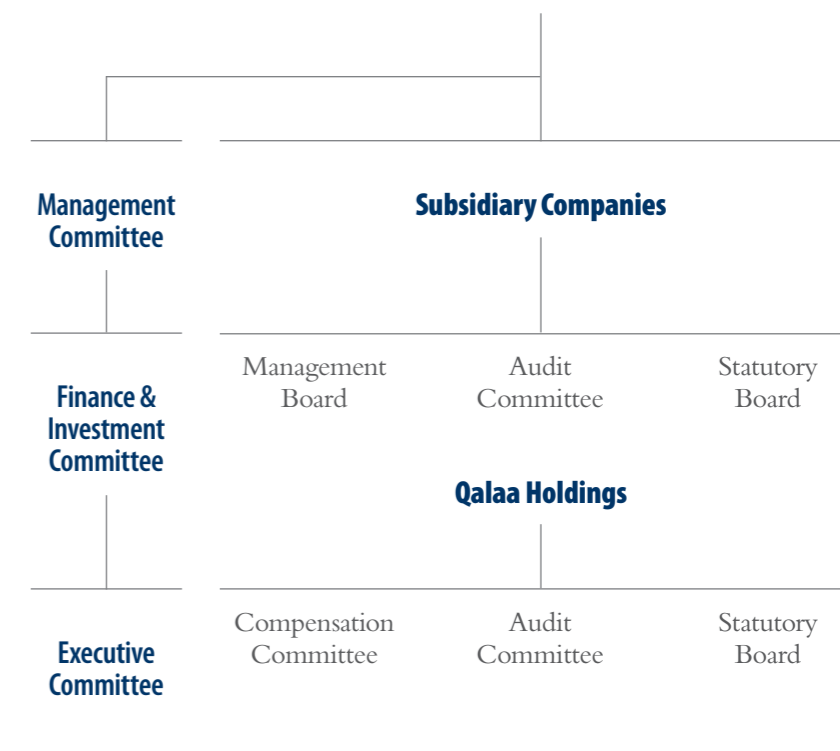 Management
Committee
Subsidiary Companies
Management
Board
Audit
Committee
Statutory
Board
Finance &
Investment
Committee
Qalaa Holdings
Compensation
Committee
Audit
Committee
Statutory
Board
Executive
Committee